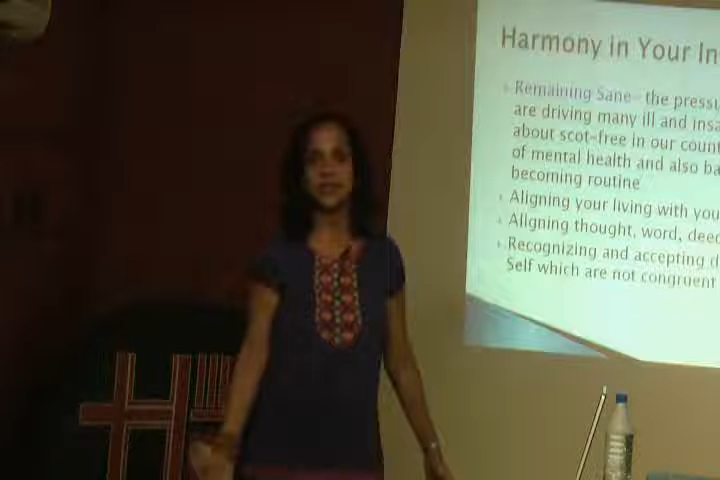 Harmony in Your In
Remaining Sane- the pressu
are driving many ill and insa
about scot-free in our count
of mental health and also ba
becoming routine
Aligning your living with you
Aligning thought, word, deed
Recognizing and accepting d
Self which are not congruent